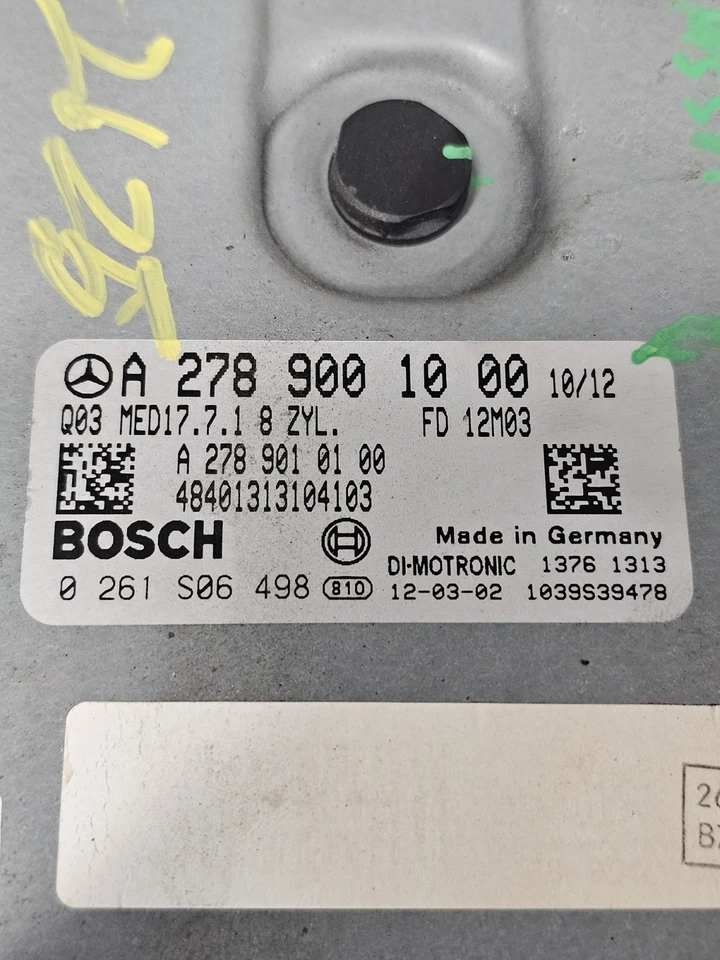 A 278 900 10 00 10/12
Q03 MED17.7.1 8 ZYL. FD 12M03
A 278 901 01 00
48401313104103
BOSCH Made in Germany
DI-MOTRONIC 1376 1313
0 261 S06 498 810 12-03-02 1039S39478